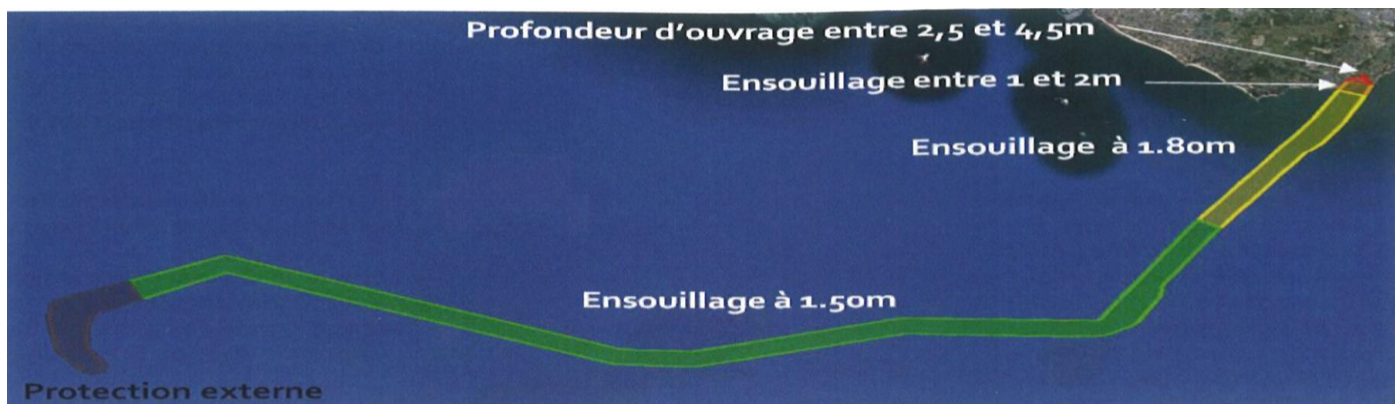 Profondeur d'ouvrage entre 2,5 et 4,5m
Ensouillage entre 1 et 2m
Ensouillage à 1.80m
Ensouillage à 1.50m
Protection externe